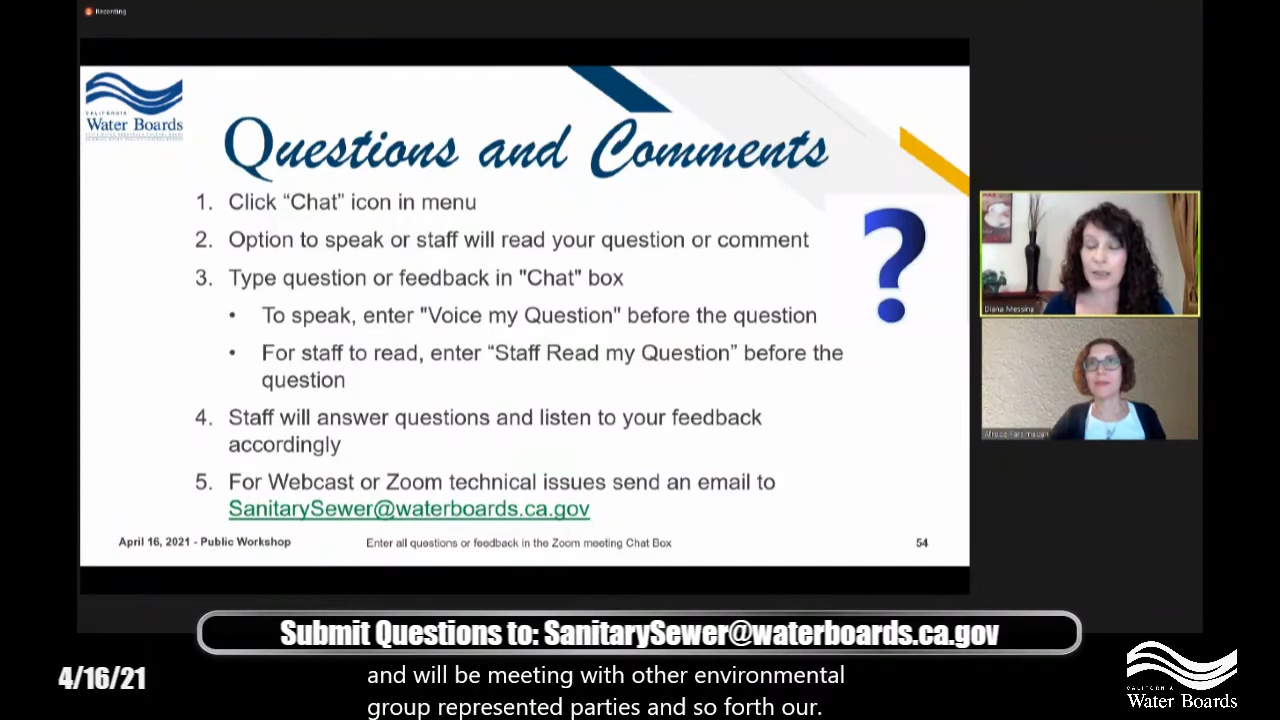 Recording
CALIFORNIA
Water Boards
Questions and Comments
1. Click “Chat” icon in menu
2. Option to speak or staff will read your question or comment
3. Type question or feedback in "Chat" box
• To speak, enter "Voice my Question" before the question
• For staff to read, enter “Staff Read my Question” before the
question
4. Staff will answer questions and listen to your feedback
accordingly
5. For Webcast or Zoom technical issues send an email to
SanitarySewer@waterboards.ca.gov
April 16, 2021 - Public Workshop
Enter all questions or feedback in the Zoom meeting Chat Box
54
?
Diana Messing
Submit Questions to: SanitarySewer@waterboards.ca.gov
4/16/21
and will be meeting with other environmental
group represented parties and so forth our.
CALIFORNIA
Water Boards